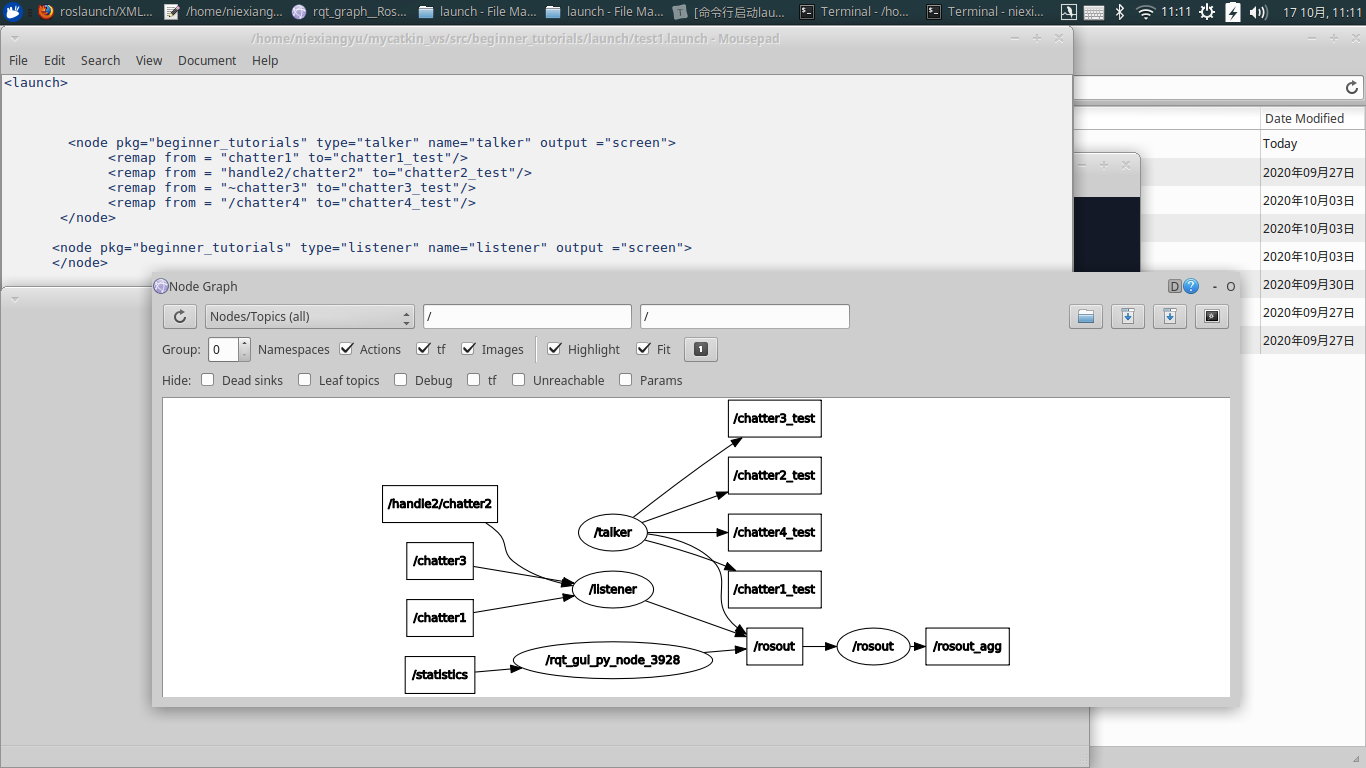 roslaunch/XML...
/home/niexiang...
rqt_graph__Ros...
launch - File Ma...
launch - File Ma...
[命令行启动lau...
Terminal - /ho...
Terminal - niexi...
11:11
17 10月, 11:11
/home/niexiangyu/mycatkin_ws/src/beginner_tutorials/launch/test1.launch - Mousepad
File Edit Search View Document Help
<launch>
<node pkg="beginner_tutorials" type="talker" name="talker" output ="screen">
<remap from = "chatter1" to="chatter1_test"/>
<remap from = "handle2/chatter2" to="chatter2_test"/>
<remap from = "~chatter3" to="chatter3_test"/>
<remap from = "/chatter4" to="chatter4_test"/>
</node>
<node pkg="beginner_tutorials" type="listener" name="listener" output ="screen">
</node>
Date Modified
Today
2020年09月27日
2020年10月03日
2020年10月03日
2020年10月03日
2020年09月30日
2020年09月27日
2020年09月27日
Node Graph
D ? - O
Nodes/Topics (all)
/
/
Group: 0 Namespaces Actions tf Images Highlight Fit 1
Hide: Dead sinks Leaf topics Debug tf Unreachable Params
/chatter3_test
/chatter2_test
/handle2/chatter2
/talker
/chatter4_test
/chatter3
/listener
/chatter1_test
/chatter1
/rosout
/rosout
/rosout_agg
/rqt_gui_py_node_3928
/statistics